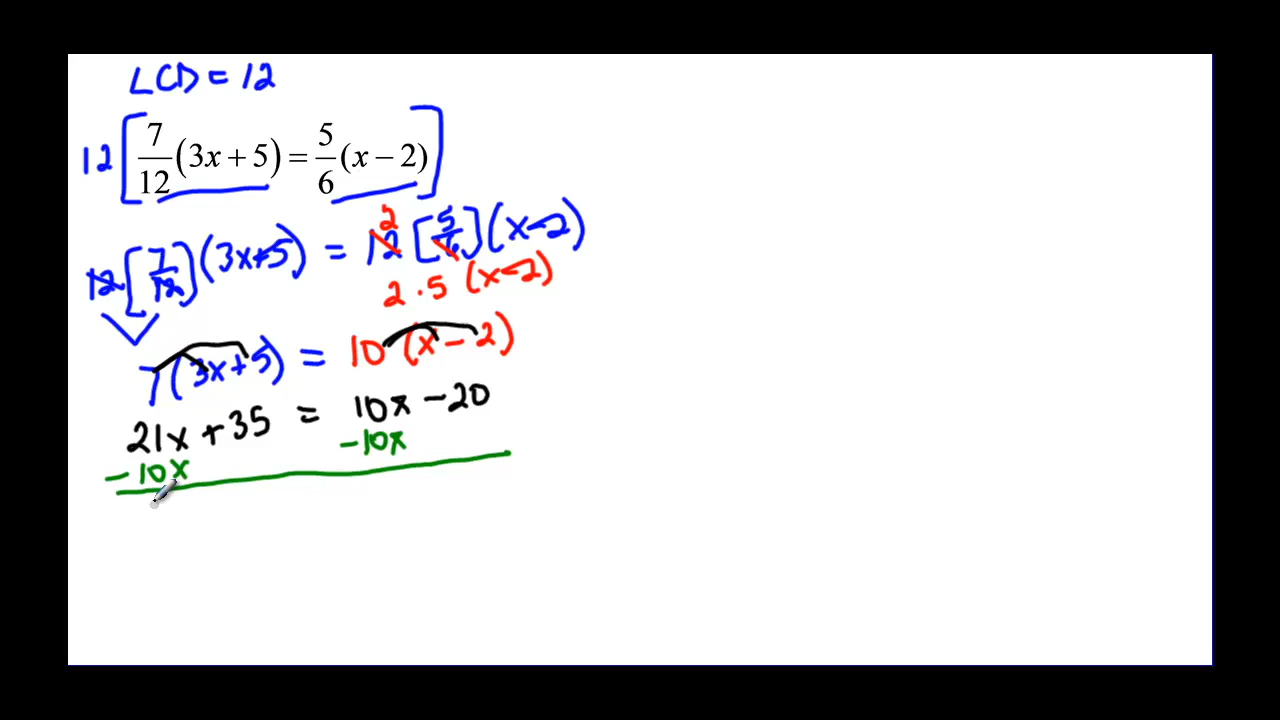 LCD = 12
12 [ 7/12 (3x + 5) = 5/6 (x − 2) ]
12 [ 7/12 ] (3x+5) = 12 2 [ 5/6 ] (x−2)
2 · 5 (x−2)
7 (3x+5) = 10 (x−2)
21x + 35 = 10x − 20
−10x −10x